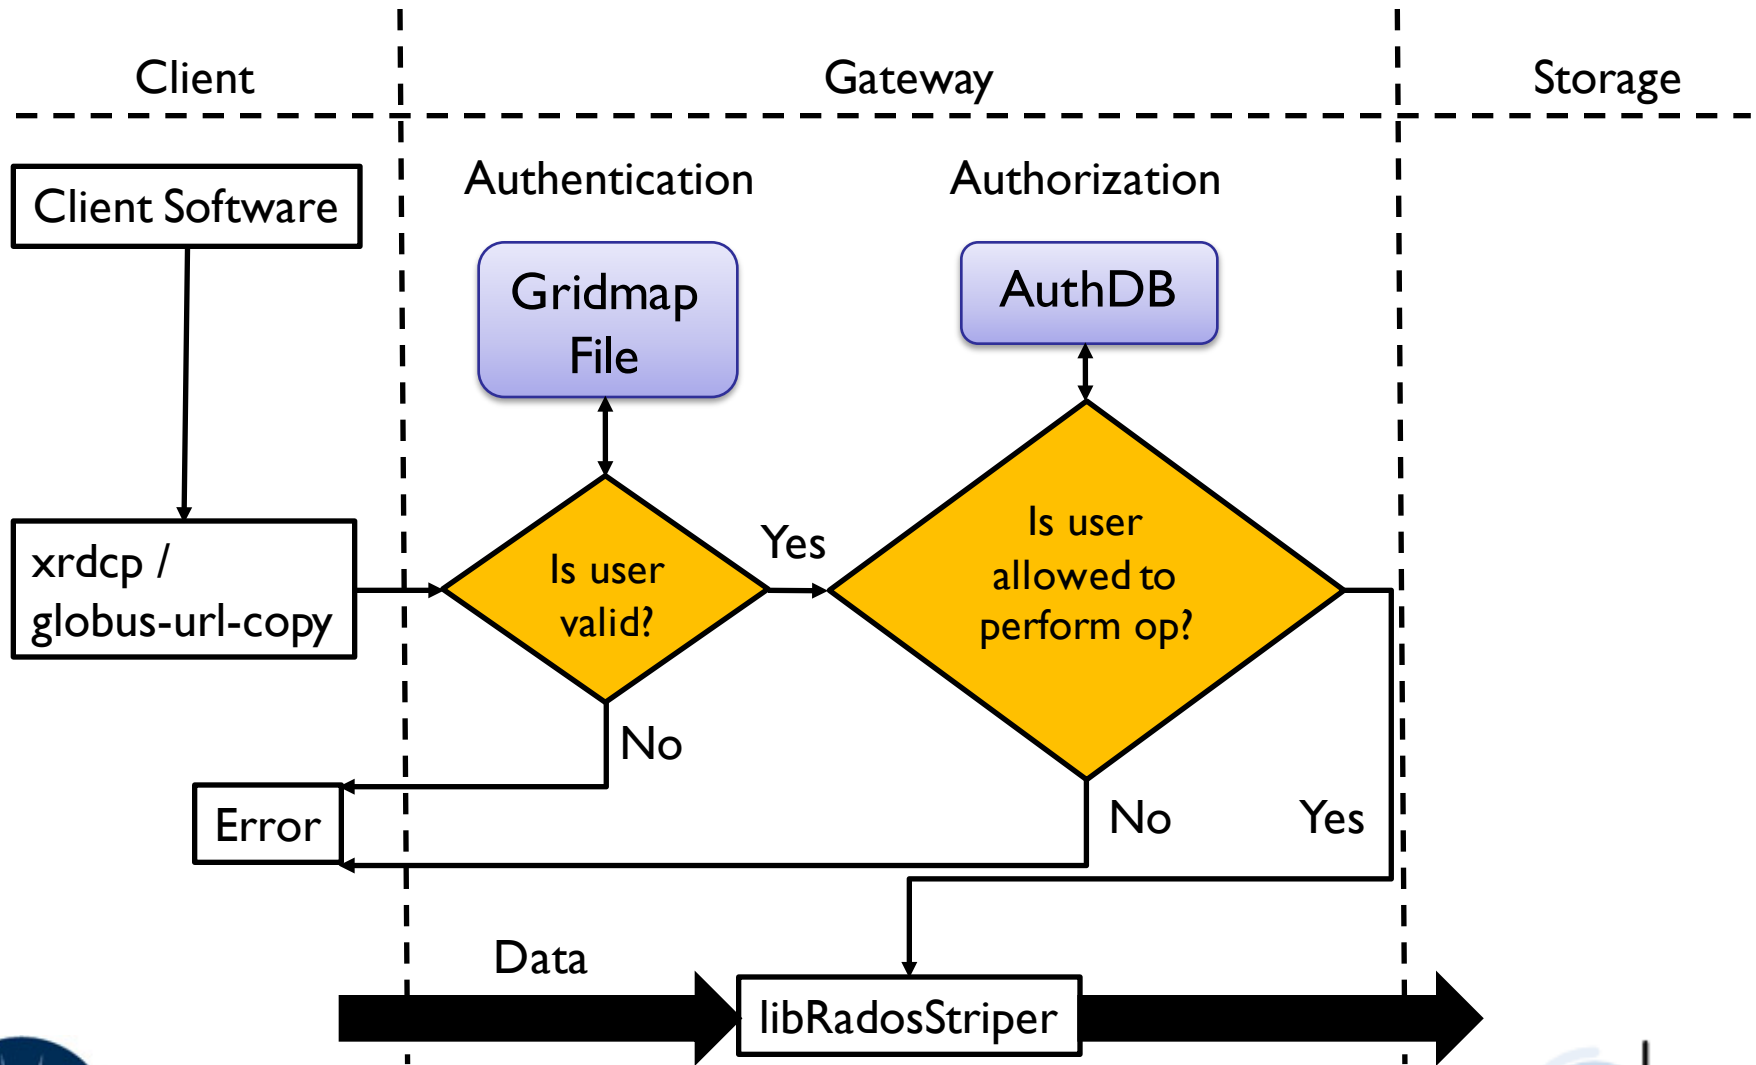 Client
Gateway
Storage
Client Software
Authentication
Authorization
Gridmap
File
AuthDB
xrdcp /
globus-url-copy
Is user
valid?
Yes
Is user
allowed to
perform op?
No
Error
No
Yes
Data
libRadosStriper